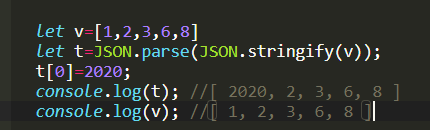 let v=[1,2,3,6,8]
let t=JSON.parse(JSON.stringify(v));
t[0]=2020;
console.log(t); //[ 2020, 2, 3, 6, 8 ]
console.log(v); //[ 1, 2, 3, 6, 8 ]